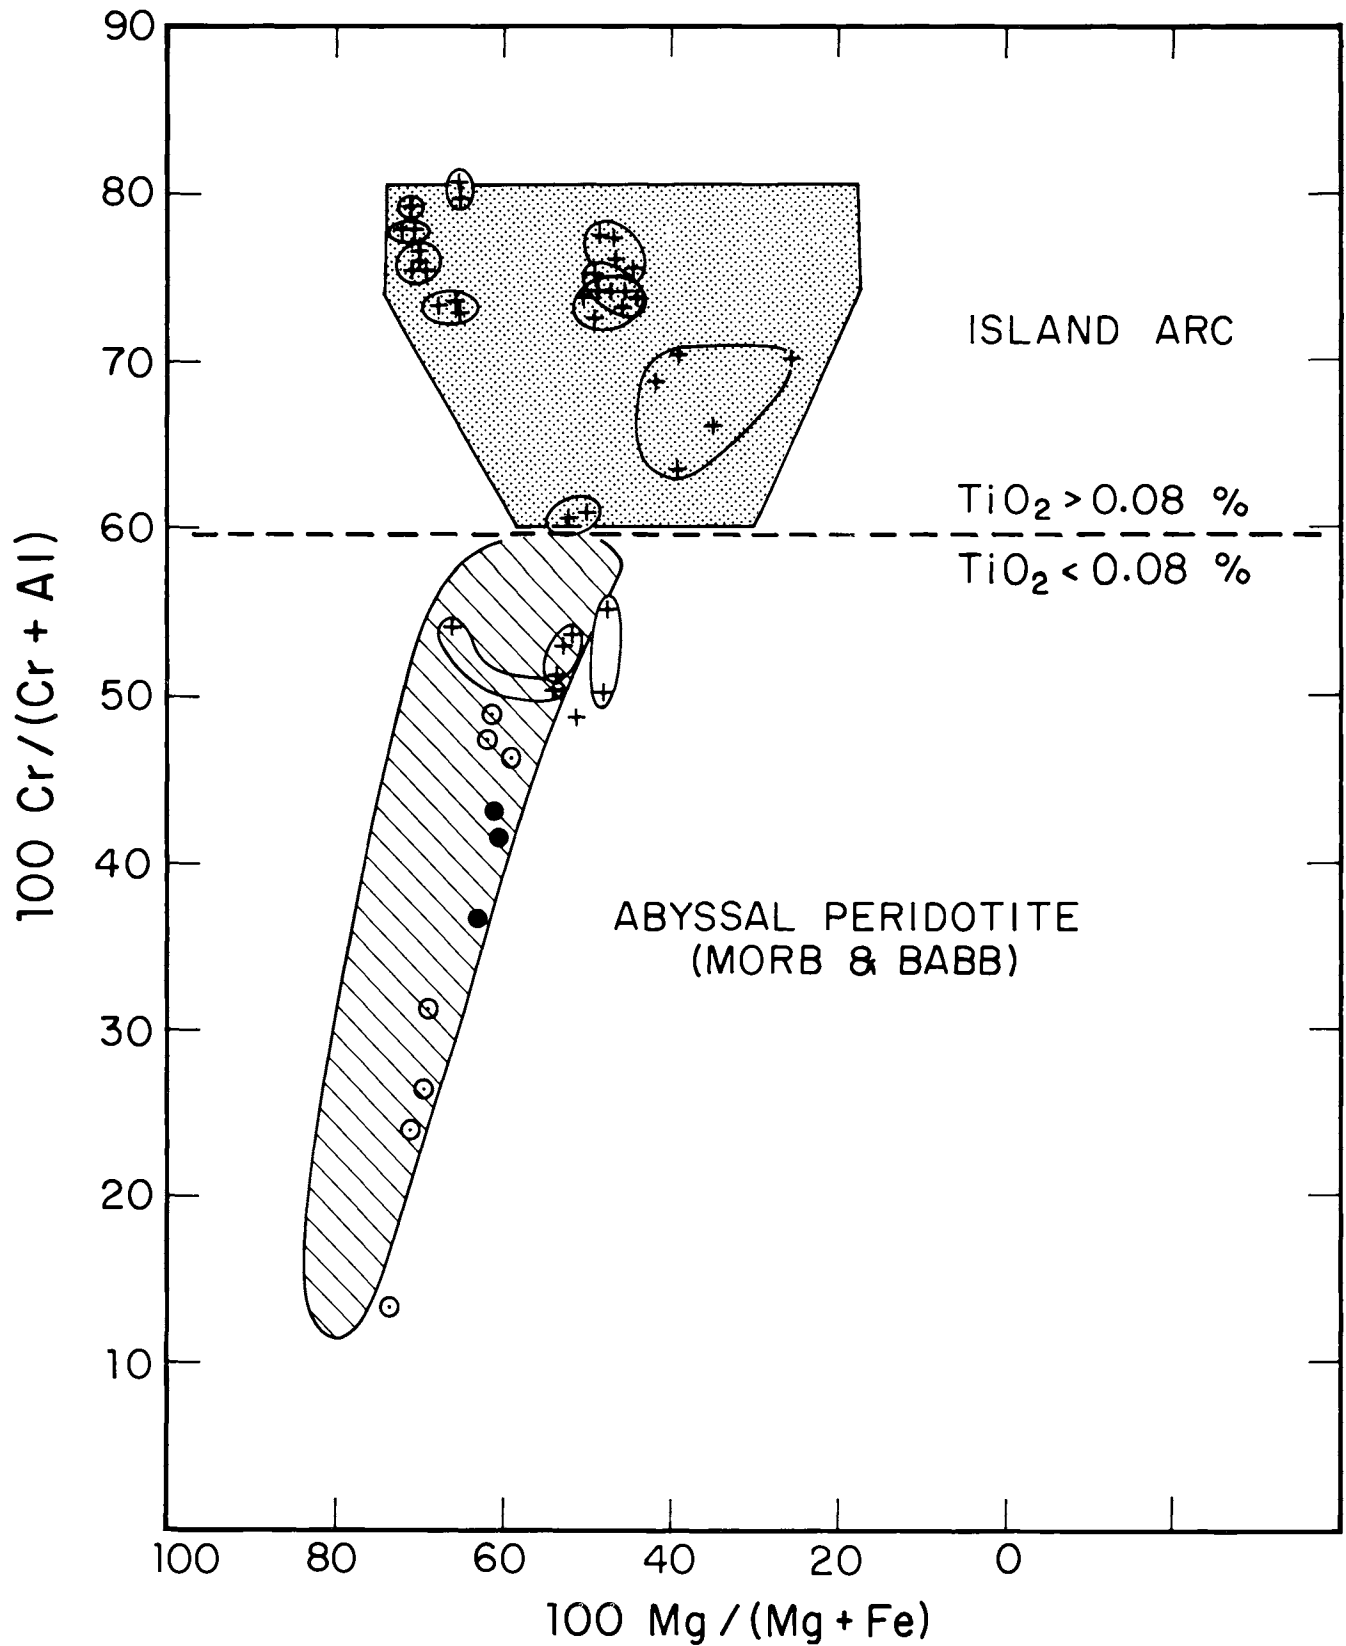 90
80
70
60
50
40
30
20
10
100 Cr/(Cr + Al)
ISLAND ARC
TiO₂ > 0.08 %
TiO₂ < 0.08 %
ABYSSAL PERIDOTITE
(MORB & BABB)
100 80 60 40 20 0
100 Mg/(Mg + Fe)